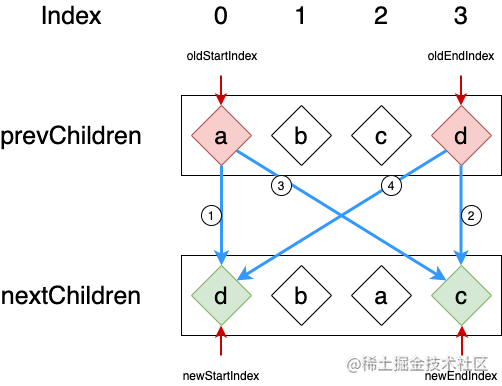 Index 0 1 2 3
oldStartIndex oldEndIndex
prevChildren a b c d
1 3 4 2
nextChildren d b a c
newStartIndex newEndIndex
@稀土掘金技术社区